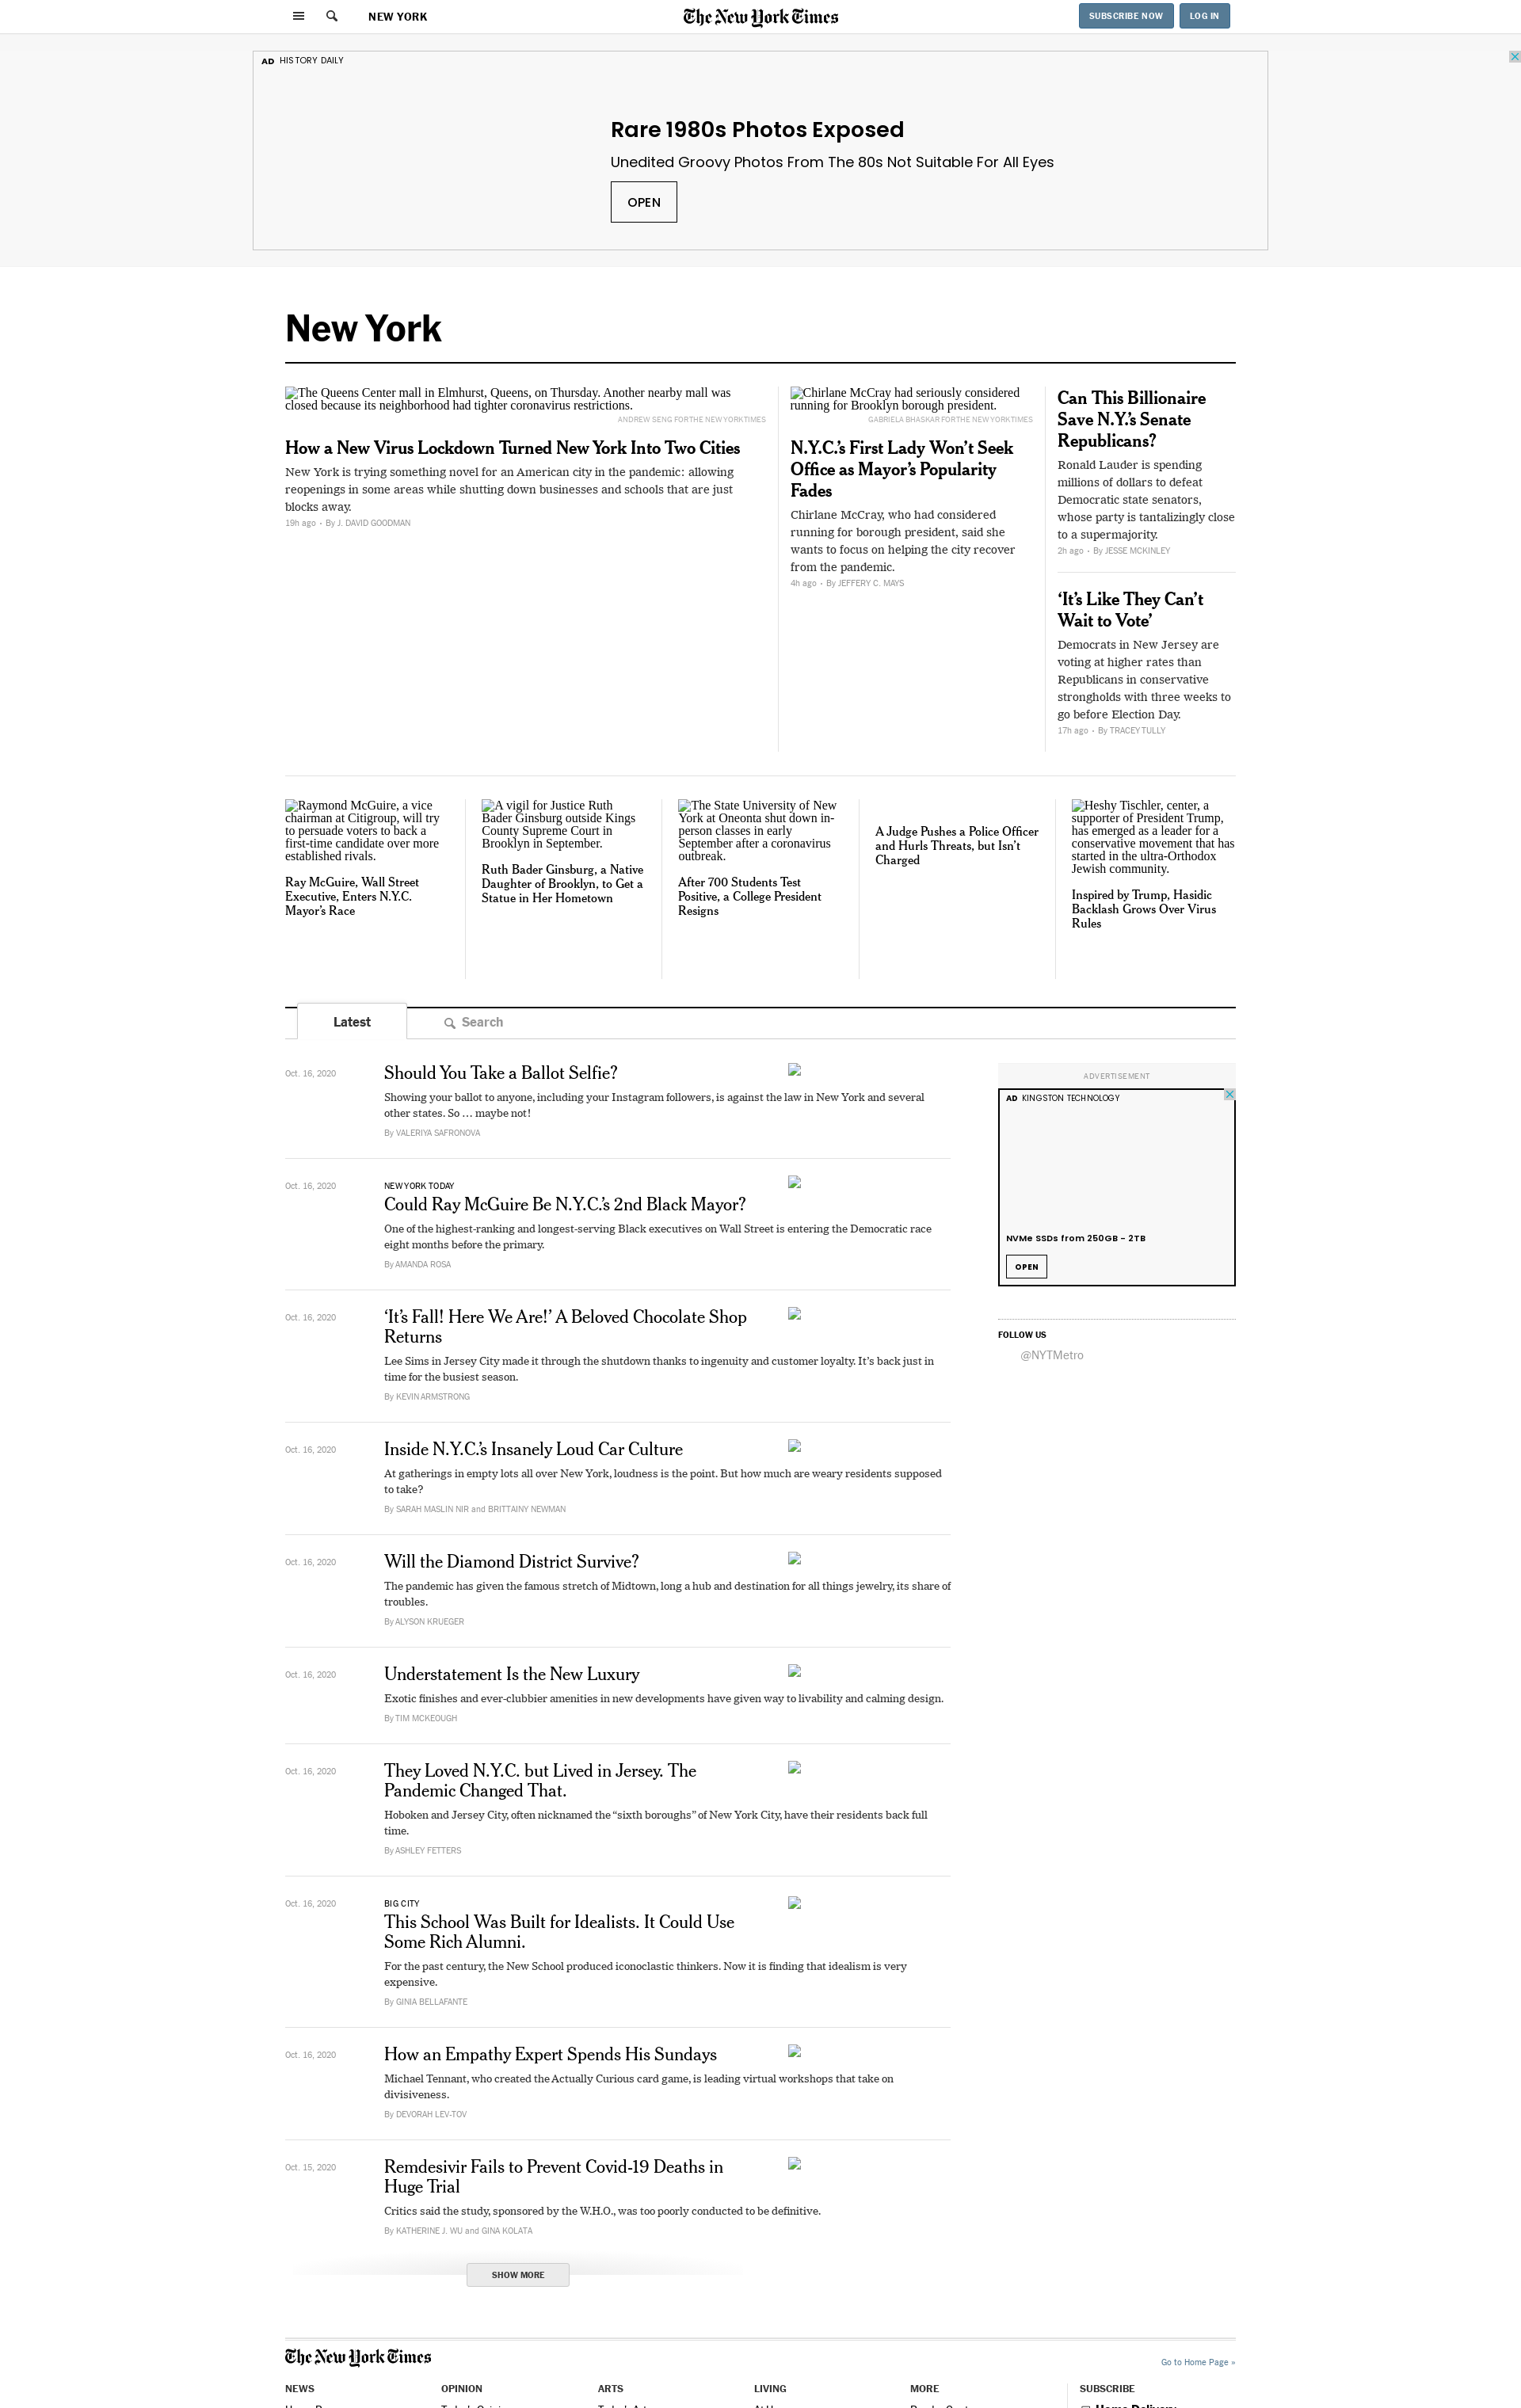 NEW YORK
The New York Times
SUBSCRIBE NOW
LOG IN
AD HISTORY DAILY
Rare 1980s Photos Exposed
Unedited Groovy Photos From The 80s Not Suitable For All Eyes
OPEN
New York
The Queens Center mall in Elmhurst, Queens, on Thursday. Another nearby mall was
closed because its neighborhood had tighter coronavirus restrictions.
ANDREW SENG FOR THE NEW YORK TIMES
How a New Virus Lockdown Turned New York Into Two Cities
New York is trying something novel for an American city in the pandemic: allowing
reopenings in some areas while shutting down businesses and schools that are just
blocks away.
19h ago • By J. DAVID GOODMAN
Chirlane McCray had seriously considered
running for Brooklyn borough president.
GABRIELA BHASKAR FOR THE NEW YORK TIMES
N.Y.C.’s First Lady Won’t Seek
Office as Mayor’s Popularity
Fades
Chirlane McCray, who had considered
running for borough president, said she
wants to focus on helping the city recover
from the pandemic.
4h ago • By JEFFERY C. MAYS
Can This Billionaire
Save N.Y.’s Senate
Republicans?
Ronald Lauder is spending
millions of dollars to defeat
Democratic state senators,
whose party is tantalizingly close
to a supermajority.
2h ago • By JESSE MCKINLEY
‘It’s Like They Can’t
Wait to Vote’
Democrats in New Jersey are
voting at higher rates than
Republicans in conservative
strongholds with three weeks to
go before Election Day.
17h ago • By TRACEY TULLY
Raymond McGuire, a vice
chairman at Citigroup, will try
to persuade voters to back a
first-time candidate over more
established rivals.
Ray McGuire, Wall Street
Executive, Enters N.Y.C.
Mayor’s Race
A vigil for Justice Ruth
Bader Ginsburg outside Kings
County Supreme Court in
Brooklyn in September.
Ruth Bader Ginsburg, a Native
Daughter of Brooklyn, to Get a
Statue in Her Hometown
The State University of New
York at Oneonta shut down in-
person classes in early
September after a coronavirus
outbreak.
After 700 Students Test
Positive, a College President
Resigns
A Judge Pushes a Police Officer
and Hurls Threats, but Isn’t
Charged
Heshy Tischler, center, a
supporter of President Trump,
has emerged as a leader for a
conservative movement that has
started in the ultra-Orthodox
Jewish community.
Inspired by Trump, Hasidic
Backlash Grows Over Virus
Rules
Latest
Search
Oct. 16, 2020
Should You Take a Ballot Selfie?
Showing your ballot to anyone, including your Instagram followers, is against the law in New York and several
other states. So … maybe not!
By VALERIYA SAFRONOVA
Oct. 16, 2020
NEW YORK TODAY
Could Ray McGuire Be N.Y.C.’s 2nd Black Mayor?
One of the highest-ranking and longest-serving Black executives on Wall Street is entering the Democratic race
eight months before the primary.
By AMANDA ROSA
Oct. 16, 2020
‘It’s Fall! Here We Are!’ A Beloved Chocolate Shop
Returns
Lee Sims in Jersey City made it through the shutdown thanks to ingenuity and customer loyalty. It’s back just in
time for the busiest season.
By KEVIN ARMSTRONG
Oct. 16, 2020
Inside N.Y.C.’s Insanely Loud Car Culture
At gatherings in empty lots all over New York, loudness is the point. But how much are weary residents supposed
to take?
By SARAH MASLIN NIR and BRITTAINY NEWMAN
Oct. 16, 2020
Will the Diamond District Survive?
The pandemic has given the famous stretch of Midtown, long a hub and destination for all things jewelry, its share of
troubles.
By ALYSON KRUEGER
Oct. 16, 2020
Understatement Is the New Luxury
Exotic finishes and ever-clubbier amenities in new developments have given way to livability and calming design.
By TIM MCKEOUGH
Oct. 16, 2020
They Loved N.Y.C. but Lived in Jersey. The
Pandemic Changed That.
Hoboken and Jersey City, often nicknamed the “sixth boroughs” of New York City, have their residents back full
time.
By ASHLEY FETTERS
Oct. 16, 2020
BIG CITY
This School Was Built for Idealists. It Could Use
Some Rich Alumni.
For the past century, the New School produced iconoclastic thinkers. Now it is finding that idealism is very
expensive.
By GINIA BELLAFANTE
Oct. 16, 2020
How an Empathy Expert Spends His Sundays
Michael Tennant, who created the Actually Curious card game, is leading virtual workshops that take on
divisiveness.
By DEVORAH LEV-TOV
Oct. 15, 2020
Remdesivir Fails to Prevent Covid-19 Deaths in
Huge Trial
Critics said the study, sponsored by the W.H.O., was too poorly conducted to be definitive.
By KATHERINE J. WU and GINA KOLATA
SHOW MORE
ADVERTISEMENT
AD KINGSTON TECHNOLOGY
NVMe SSDs from 250GB - 2TB
OPEN
FOLLOW US
@NYTMetro
The New York Times
Go to Home Page »
NEWS
OPINION
ARTS
LIVING
MORE
SUBSCRIBE